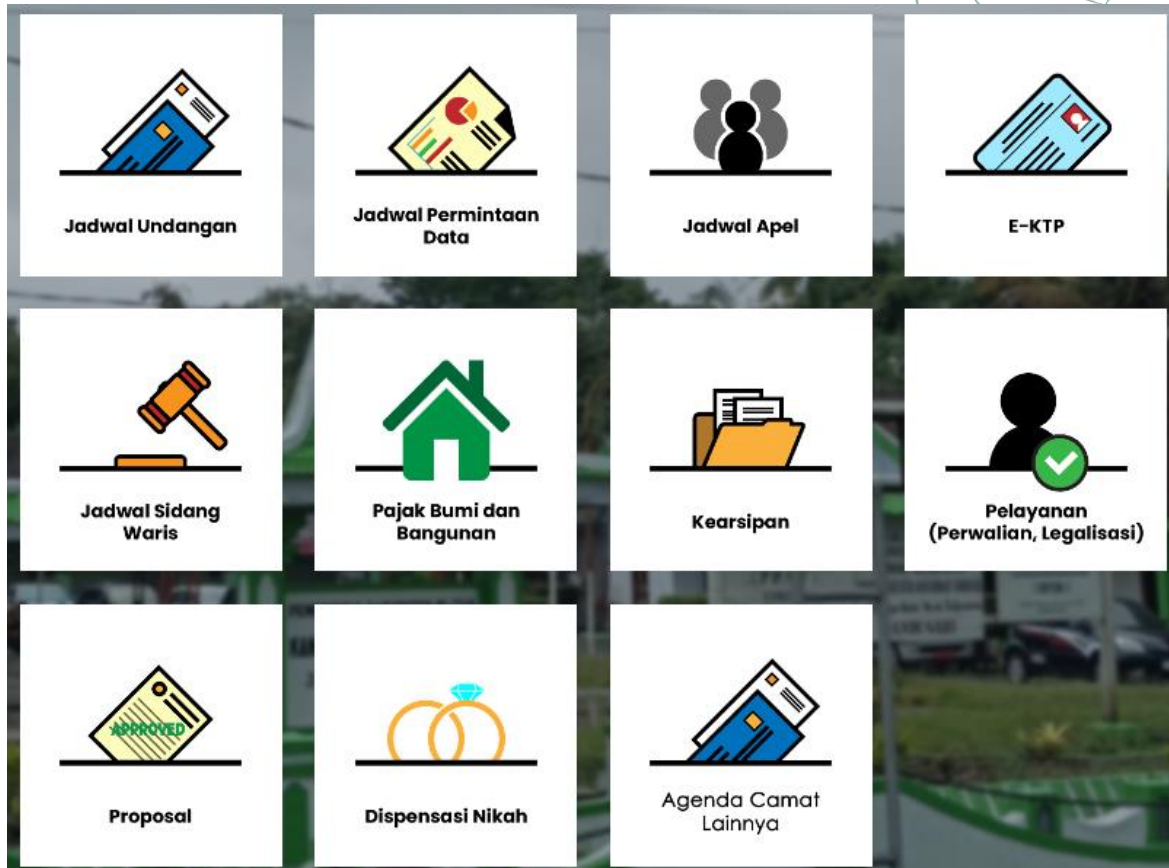 Jadwal Undangan
Jadwal Permintaan
Data
Jadwal Apel
E-KTP
Jadwal Sidang
Waris
Pajak Bumi dan
Bangunan
Kearsipan
Pelayanan
(Perwalian, Legalisasi)
APPROVED
Proposal
Dispensasi Nikah
Agenda Camat
Lainnya